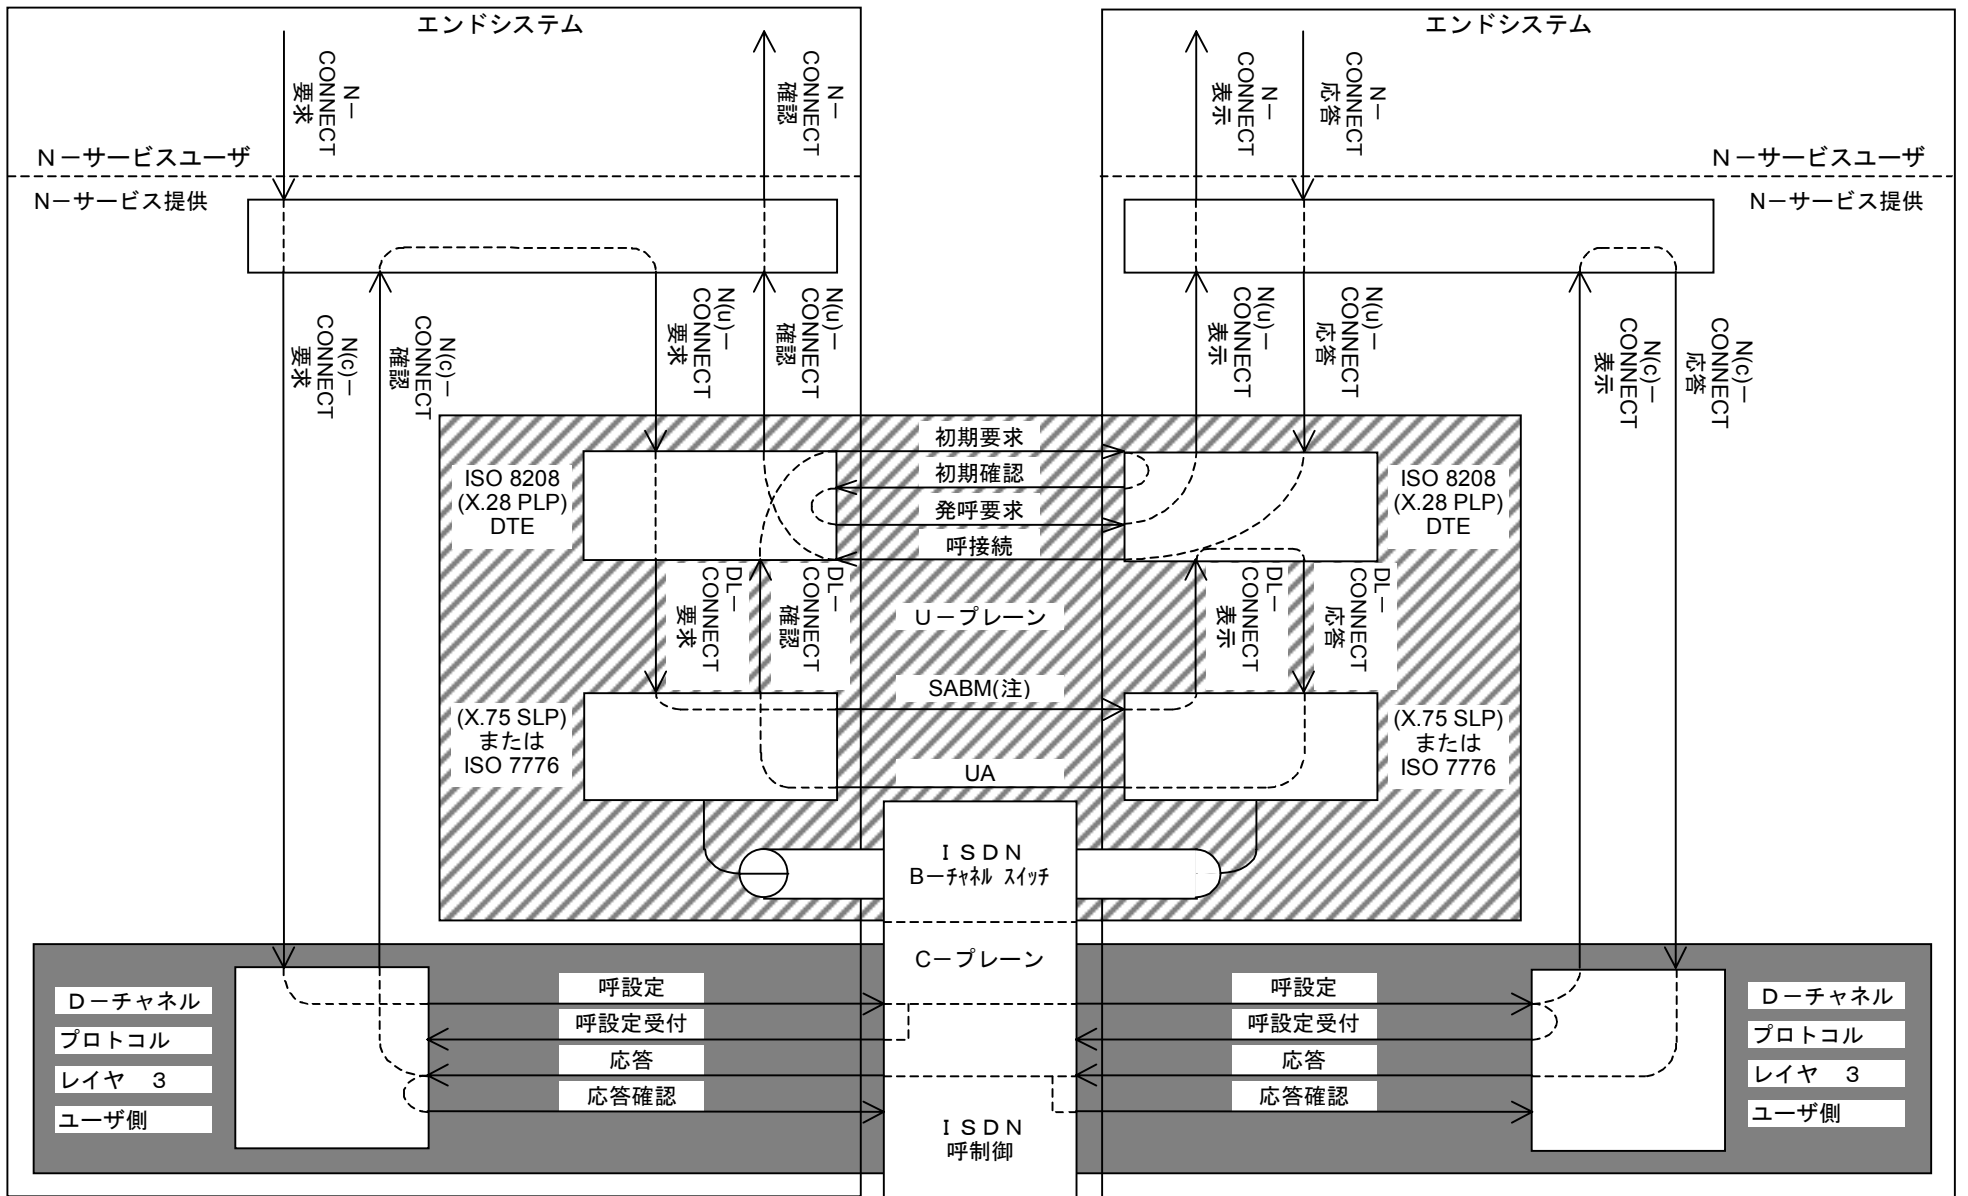 エンドシステム
エンドシステム
N－
CONNECT
要求
N－
CONNECT
確認
N－
CONNECT
表示
N－
CONNECT
応答
N－サービスユーザ
N－サービスユーザ
N－サービス提供
N－サービス提供
N(c)－
CONNECT
要求
N(c)－
CONNECT
確認
N(u)－
CONNECT
要求
N(u)－
CONNECT
確認
N(u)－
CONNECT
表示
N(u)－
CONNECT
応答
N(c)－
CONNECT
表示
N(c)－
CONNECT
応答
ISO 8208
(X.28 PLP)
DTE
初期要求
初期確認
発呼要求
呼接続
ISO 8208
(X.28 PLP)
DTE
DL－
CONNECT
要求
DL－
CONNECT
確認
U－プレーン
DL－
CONNECT
表示
DL－
CONNECT
応答
(X.75 SLP)
または
ISO 7776
SABM(注)
UA
(X.75 SLP)
または
ISO 7776
ＩＳＤＮ
B－ﾁｬﾈﾙ ｽｲｯﾁ
C－プレーン
D－チャネル
プロトコル
レイヤ　3
ユーザ側
呼設定
呼設定受付
応答
応答確認
呼設定
呼設定受付
応答
応答確認
D－チャネル
プロトコル
レイヤ　3
ユーザ側
ＩＳＤＮ
呼制御